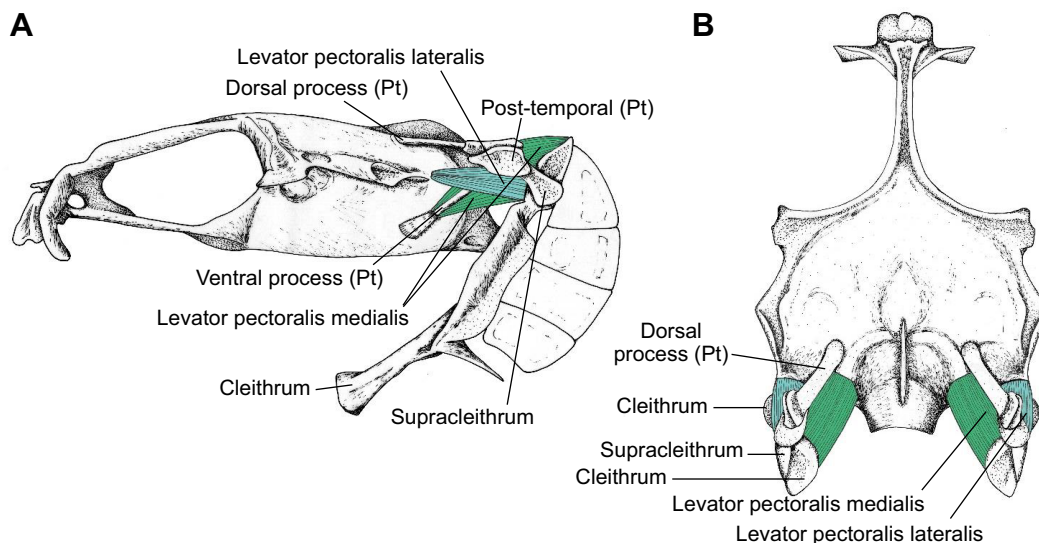 A
Levator pectoralis lateralis
Dorsal process (Pt)
Post-temporal (Pt)
Ventral process (Pt)
Levator pectoralis medialis
Cleithrum
Supracleithrum
B
Dorsal
process (Pt)
Cleithrum
Supracleithrum
Cleithrum
Levator pectoralis medialis
Levator pectoralis lateralis